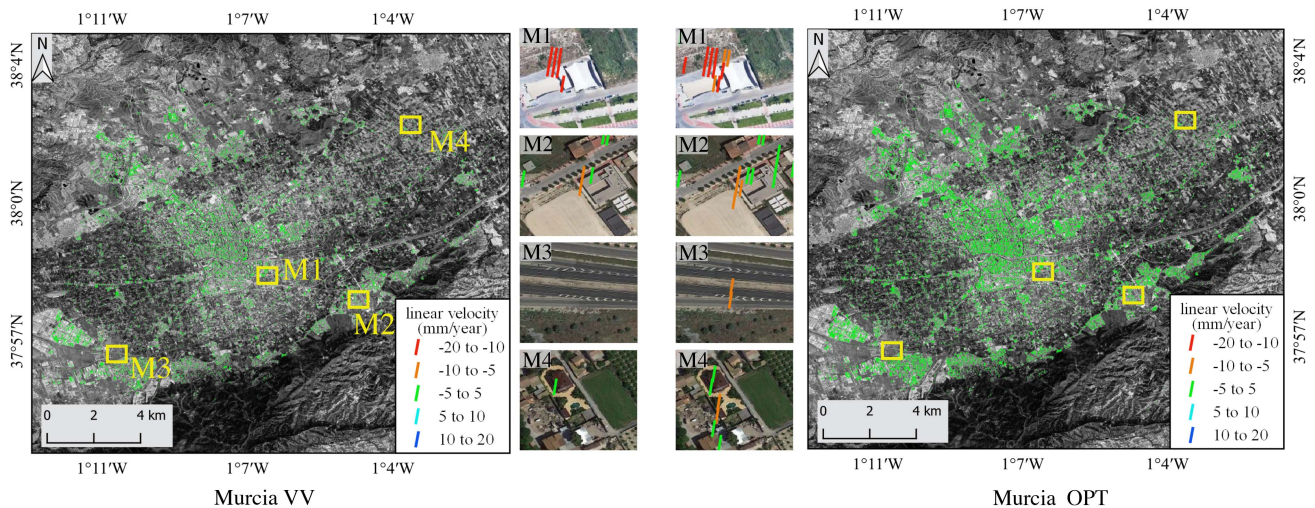 1°11′W 1°7′W 1°4′W
1°11′W 1°7′W 1°4′W
N
38°4′N
38°0′N
37°57′N
M4
M1
M2
M3
linear velocity
(mm/year)
-20 to -10
-10 to -5
-5 to 5
5 to 10
10 to 20
0 2 4 km
1°11′W 1°7′W 1°4′W
Murcia VV
M1
M2
M3
M4
M1
M2
M3
M4
N
38°4′N
38°0′N
37°57′N
linear velocity
(mm/year)
-20 to -10
-10 to -5
-5 to 5
5 to 10
10 to 20
0 2 4 km
1°11′W 1°7′W 1°4′W
Murcia OPT